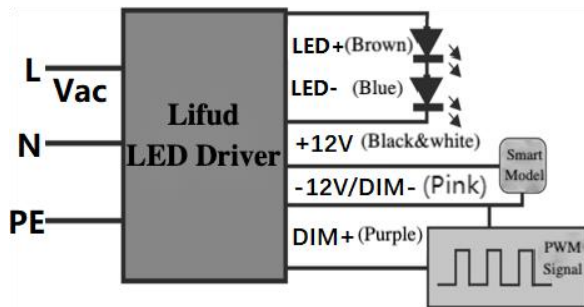 L
Vac
N
PE
Lifud
LED Driver
LED+(Brown)
LED- (Blue)
+12V (Black&white)
-12V/DIM- (Pink)
DIM+ (Purple)
Smart
Model
PWM
Signal